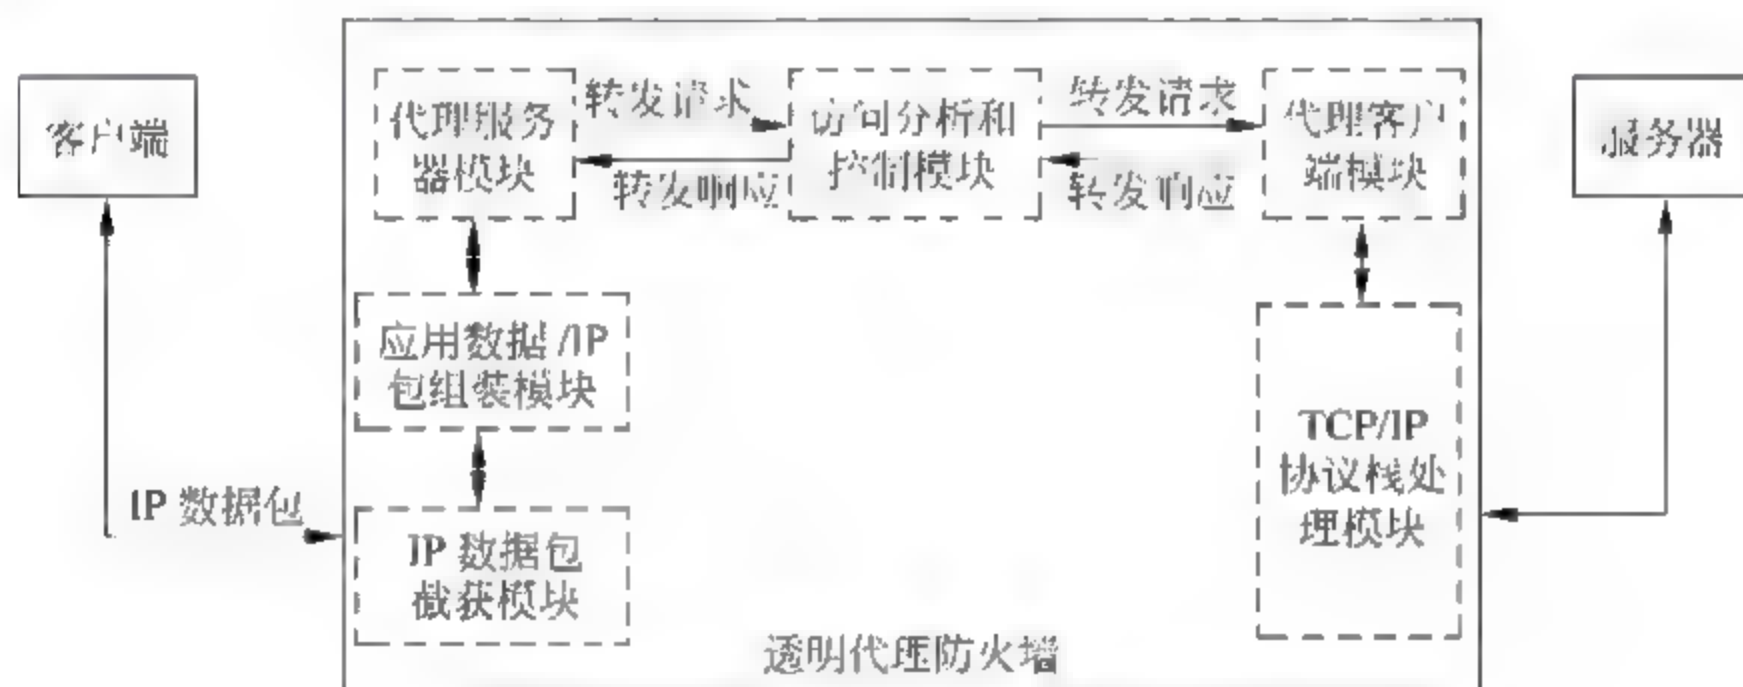 客户端
代理服务
器模块
转发请求
转发响应
访问分析和
控制模块
转发请求
转发响应
代理客户
端模块
服务器
应用数据/IP
包组装模块
IP 数据包
IP 数据包
截获模块
TCP/IP
协议栈处
理模块
透明代理防火墙